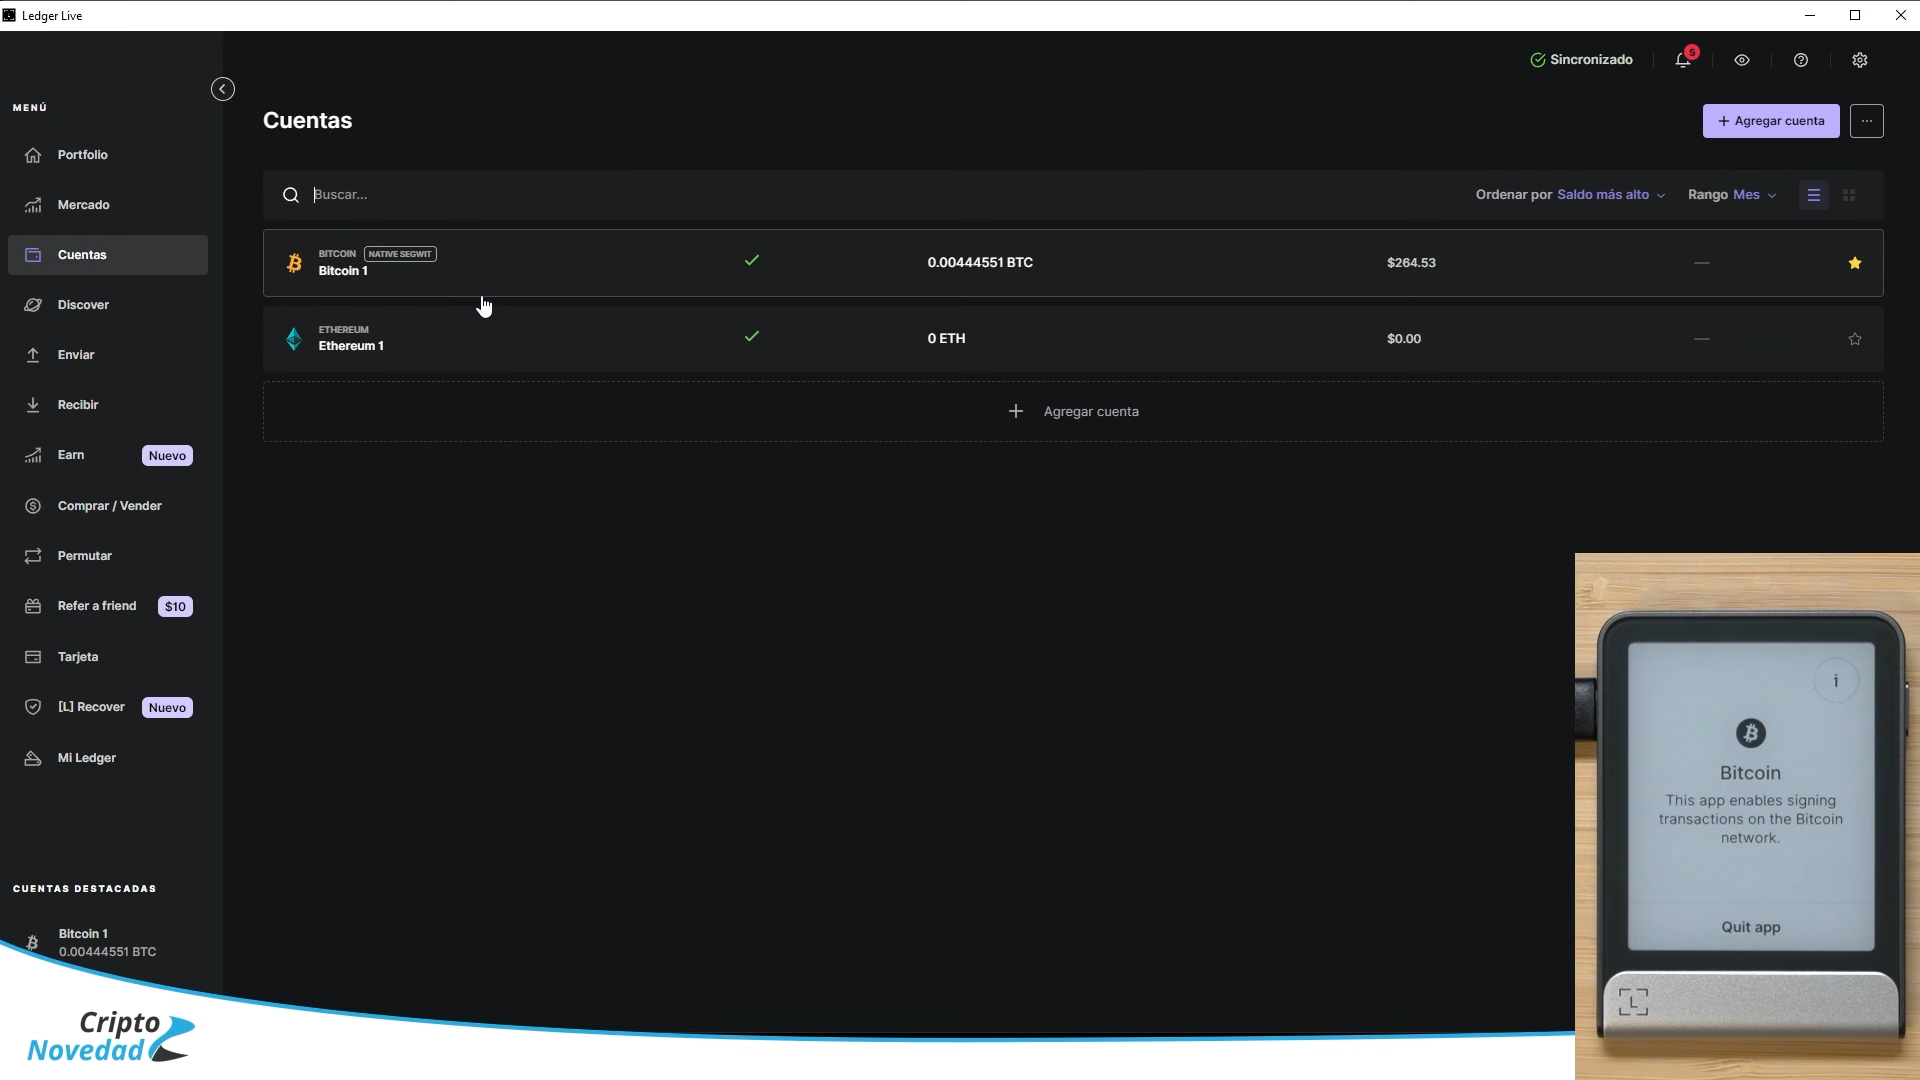 Ledger Live
Sincronizado
5
MENÚ
Cuentas
+ Agregar cuenta
...
Portfolio
Mercado
Cuentas
Discover
Enviar
Recibir
Earn Nuevo
Comprar / Vender
Permutar
Refer a friend $10
Tarjeta
[L] Recover Nuevo
Mi Ledger
CUENTAS DESTACADAS
Bitcoin 1
0.00444551 BTC
Buscar...
Ordenar por Saldo más alto
Rango Mes
BITCOIN NATIVE SEGWIT
Bitcoin 1
0.00444551 BTC
$264.53
—
ETHEREUM
Ethereum 1
0 ETH
$0.00
—
+ Agregar cuenta
i
Bitcoin
This app enables signing
transactions on the Bitcoin
network.
Quit app
L
Cripto
Novedad